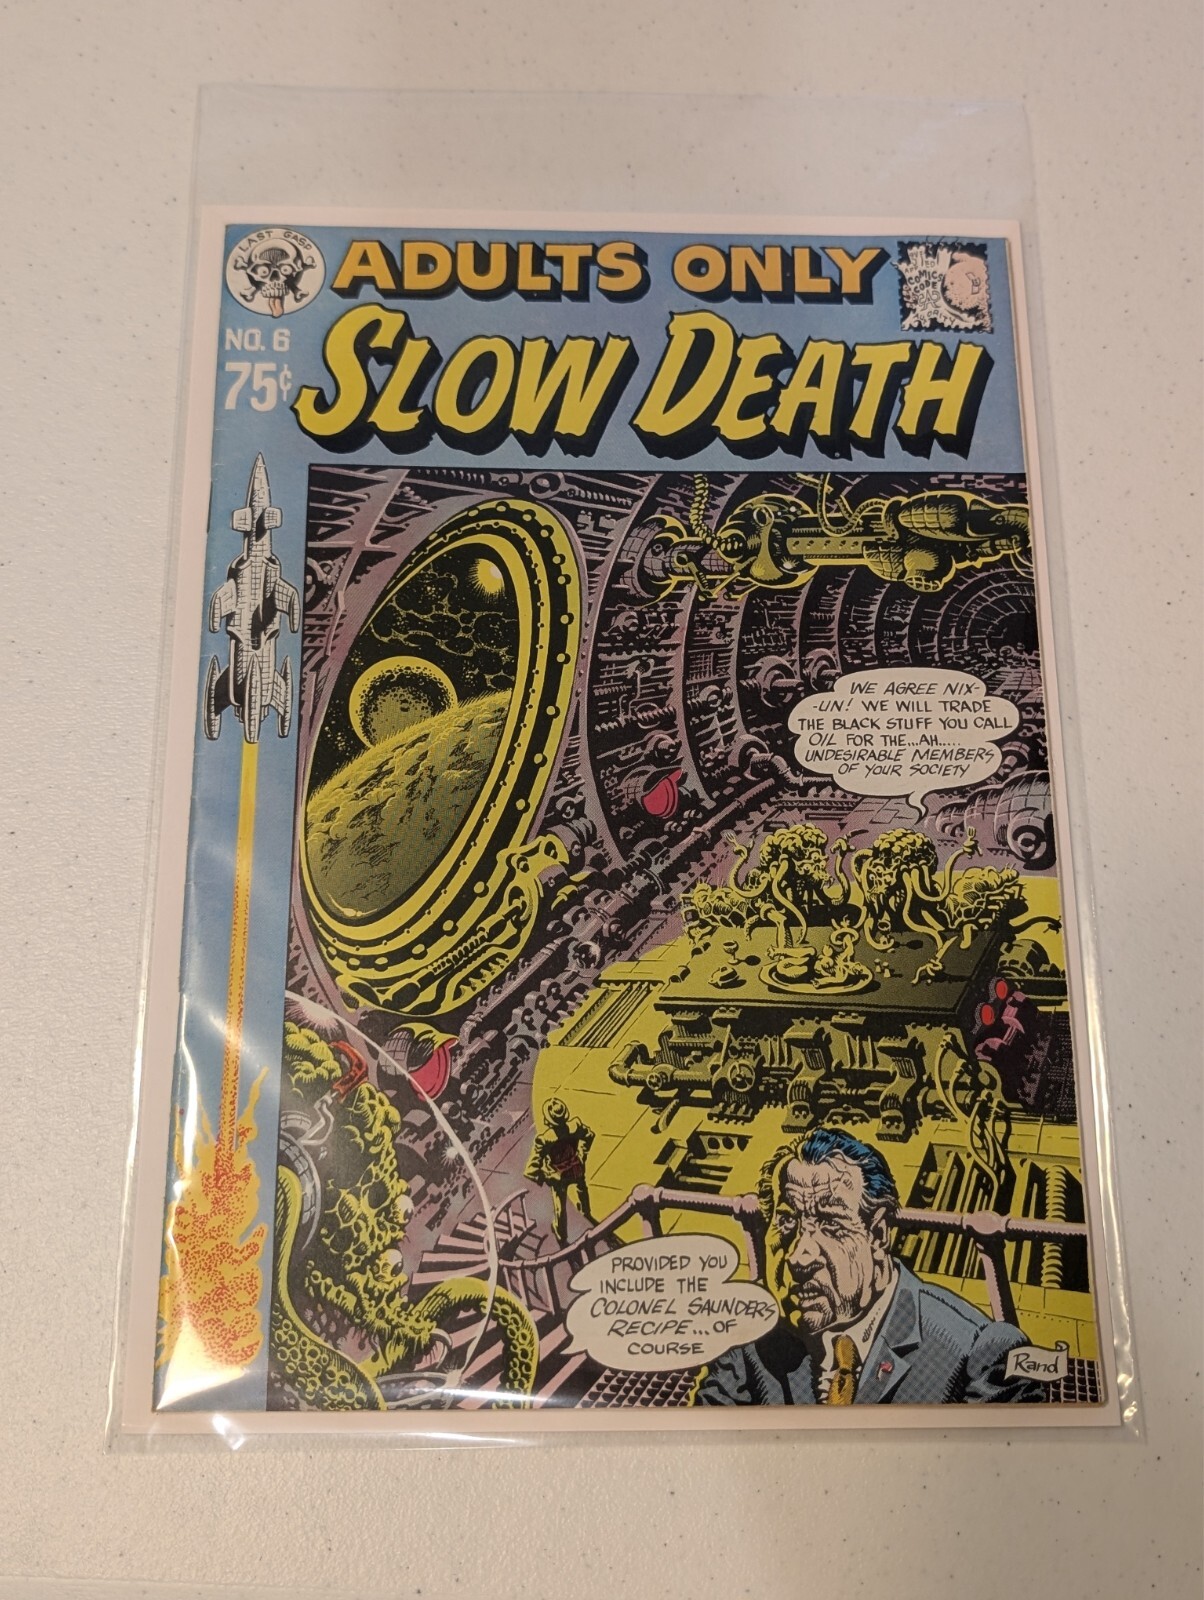 LAST GASP
ADULTS ONLY
COMICS
CODE
NO. 6
75¢
SLOW DEATH
WE AGREE NIX-
-UN! WE WILL TRADE
THE BLACK STUFF YOU CALL
OIL FOR THE...AH.....
UNDESIRABLE MEMBERS
OF YOUR SOCIETY
PROVIDED YOU
INCLUDE THE
COLONEL SAUNDERS
RECIPE... OF
COURSE
Rand